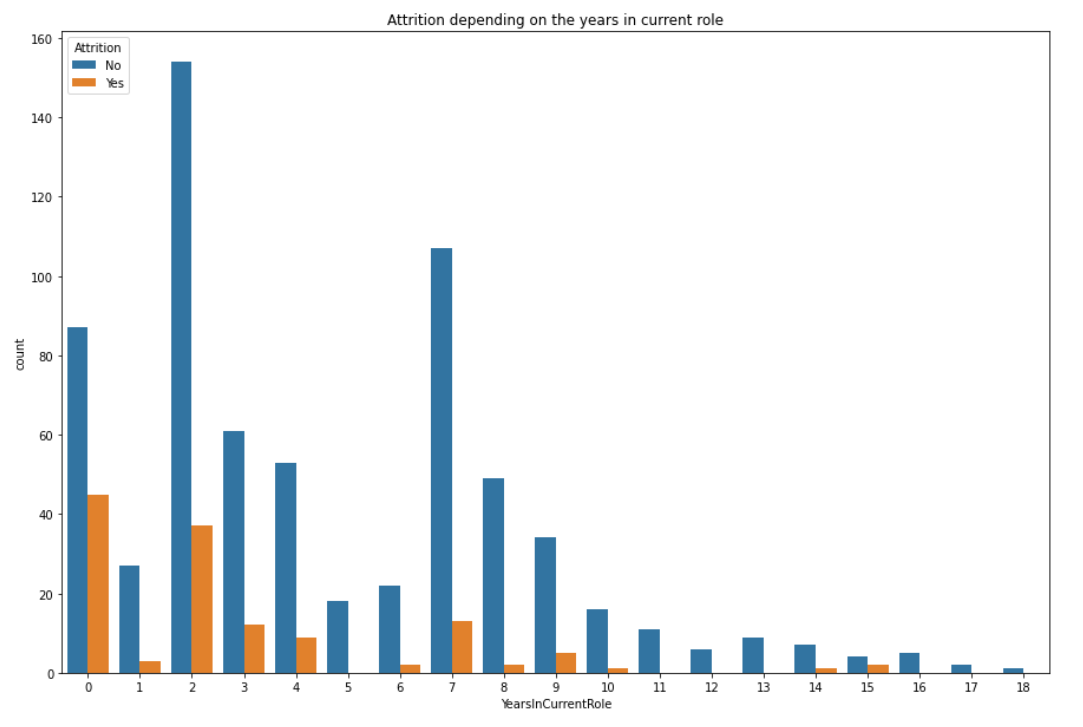 Attrition depending on the years in current role
160
140
120
100
80
60
40
20
0
count
Attrition
No
Yes
0 1 2 3 4 5 6 7 8 9 10 11 12 13 14 15 16 17 18
YearsInCurrentRole